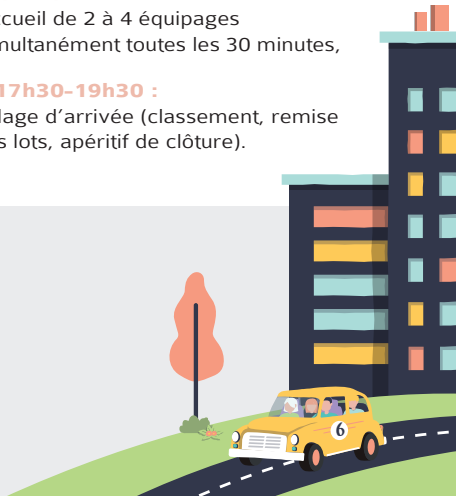 ccueil de 2 à 4 équipages
multanément toutes les 30 minutes,
17h30-19h30 :
llage d’arrivée (classement, remise
s lots, apéritif de clôture).
6